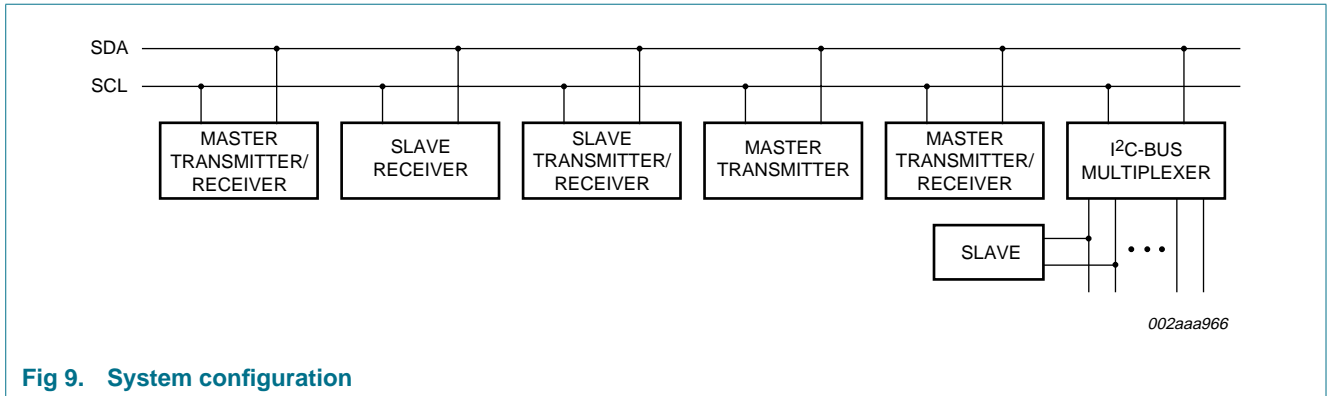 SDA
SCL
MASTER
TRANSMITTER/
RECEIVER
SLAVE
RECEIVER
SLAVE
TRANSMITTER/
RECEIVER
MASTER
TRANSMITTER
MASTER
TRANSMITTER/
RECEIVER
I²C-BUS
MULTIPLEXER
SLAVE
002aaa966
Fig 9. System configuration